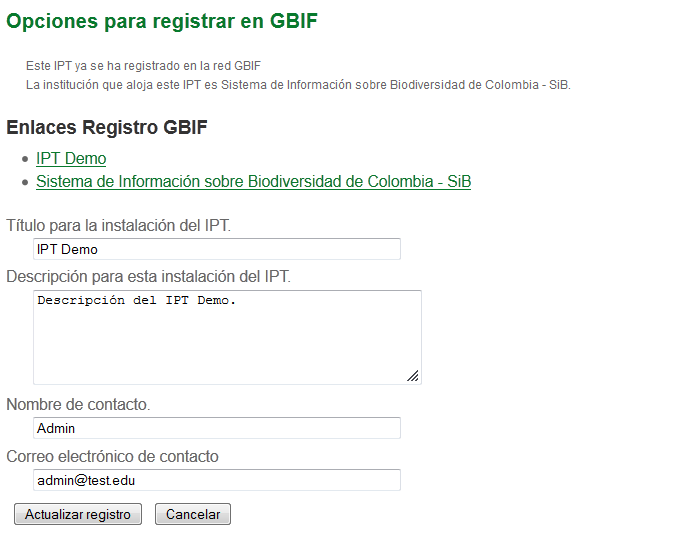 Opciones para registrar en GBIF
Este IPT ya se ha registrado en la red GBIF
La institución que aloja este IPT es Sistema de Información sobre Biodiversidad de Colombia - SiB.
Enlaces Registro GBIF
IPT Demo
Sistema de Información sobre Biodiversidad de Colombia - SiB
Título para la instalación del IPT.
IPT Demo
Descripción para esta instalación del IPT.
Descripción del IPT Demo.
Nombre de contacto.
Admin
Correo electrónico de contacto
admin@test.edu
Actualizar registro Cancelar